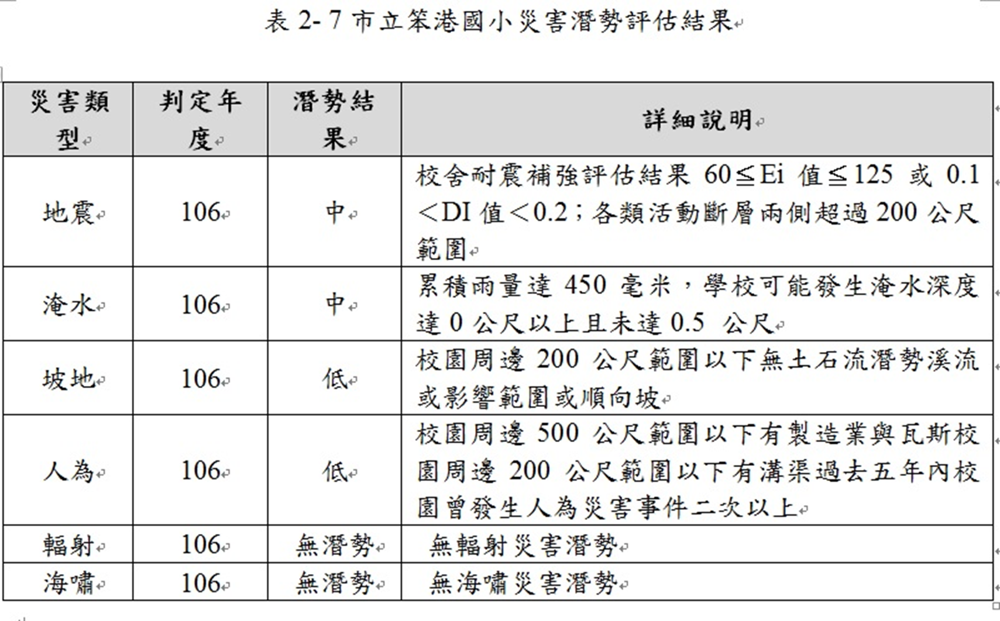 表 2- 7 市立笨港國小災害潛勢評估結果
災害類
型
判定年
度
潛勢結
果
詳細說明
地震
106
中
校舍耐震補強評估結果 60≦Ei 值≦125 或 0.1
＜DI 值＜0.2；各類活動斷層兩側超過 200 公尺
範圍
淹水
106
中
累積雨量達 450 毫米，學校可能發生淹水深度
達 0 公尺以上且未達 0.5 公尺
坡地
106
低
校園周邊 200 公尺範圍以下無土石流潛勢溪流
或影響範圍或順向坡
人為
106
低
校園周邊 500 公尺範圍以下有製造業與瓦斯校
園周邊 200 公尺範圍以下有溝渠過去五年內校
園曾發生人為災害事件二次以上
輻射
106
無潛勢
無輻射災害潛勢
海嘯
106
無潛勢
無海嘯災害潛勢